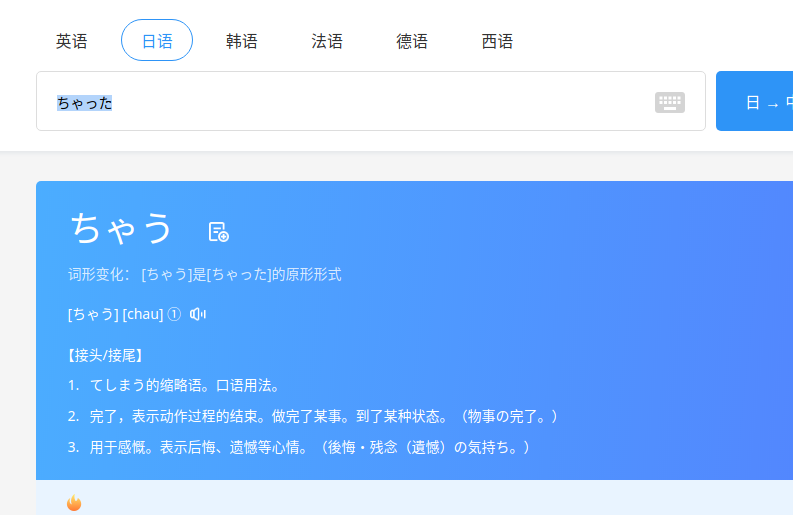 英语 日语 韩语 法语 德语 西语
ちゃった
日 → 
ちゃう
词形变化： [ちゃう]是[ちゃった]的原形形式
[ちゃう] [chau] ①
【接头/接尾】
1. てしまう的缩略语。口语用法。
2. 完了，表示动作过程的结束。做完了某事。到了某种状态。（物事の完了。）
3. 用于感慨。表示后悔、遗憾等心情。（後悔・残念（遺憾）の気持ち。）